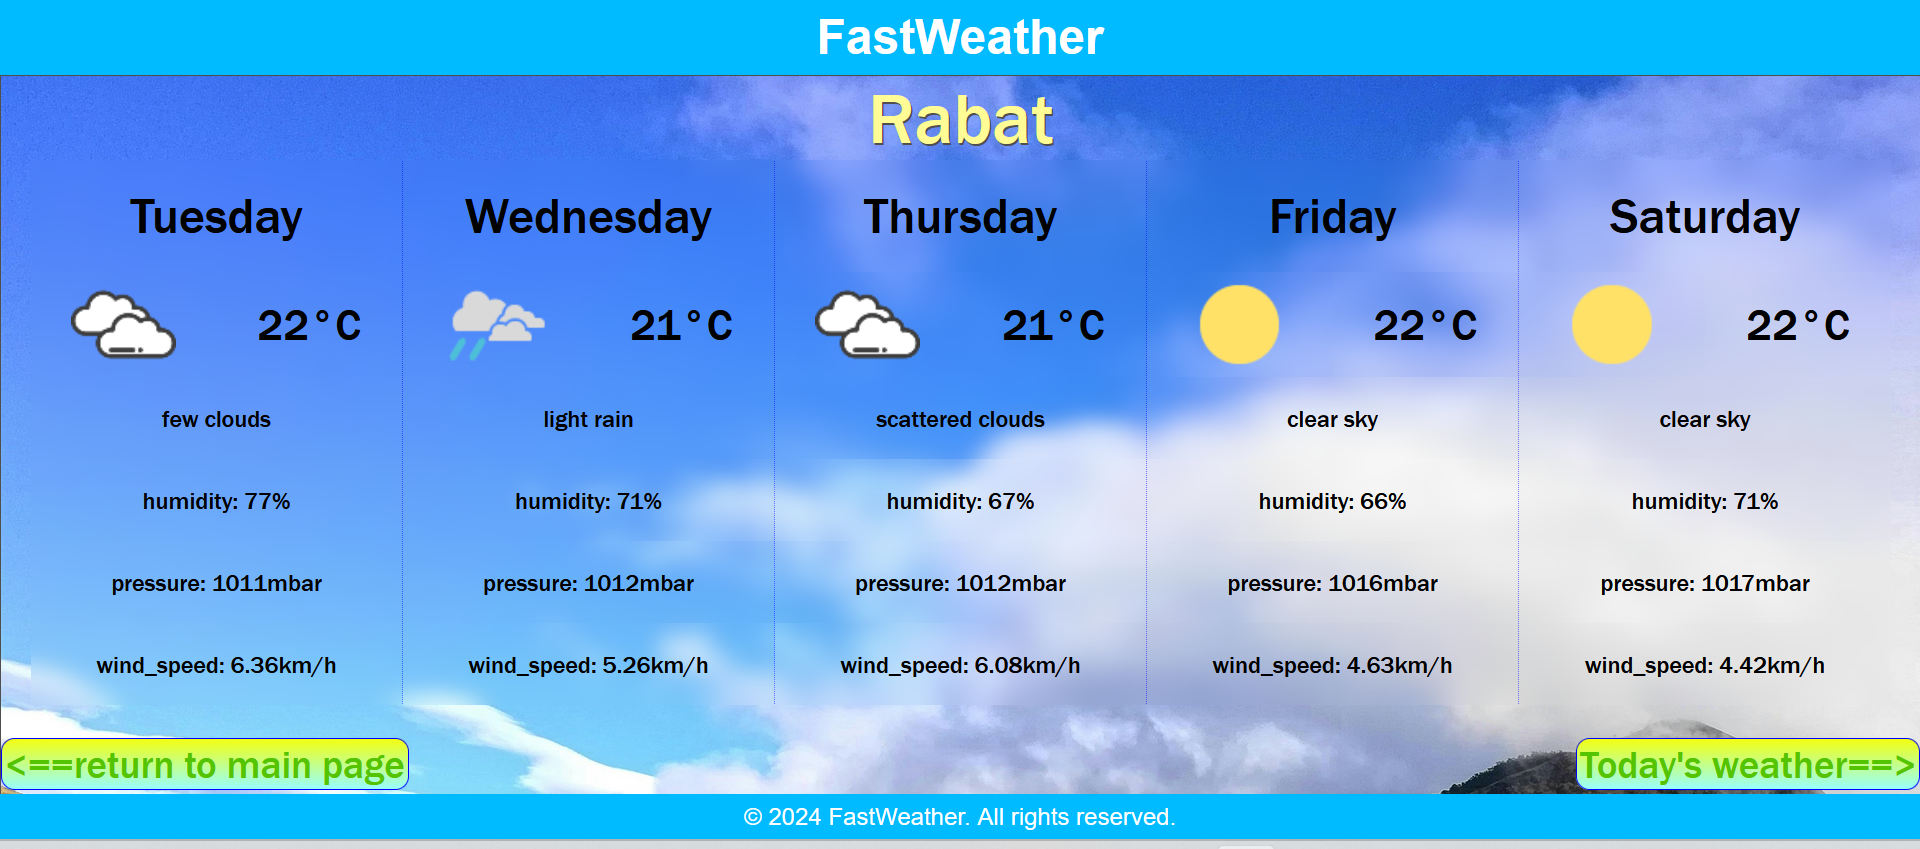 FastWeather
Rabat
Tuesday
22°C
few clouds
humidity: 77%
pressure: 1011mbar
wind_speed: 6.36km/h
Wednesday
21°C
light rain
humidity: 71%
pressure: 1012mbar
wind_speed: 5.26km/h
Thursday
21°C
scattered clouds
humidity: 67%
pressure: 1012mbar
wind_speed: 6.08km/h
Friday
22°C
clear sky
humidity: 66%
pressure: 1016mbar
wind_speed: 4.63km/h
Saturday
22°C
clear sky
humidity: 71%
pressure: 1017mbar
wind_speed: 4.42km/h
<==return to main page
Today's weather==>
© 2024 FastWeather. All rights reserved.